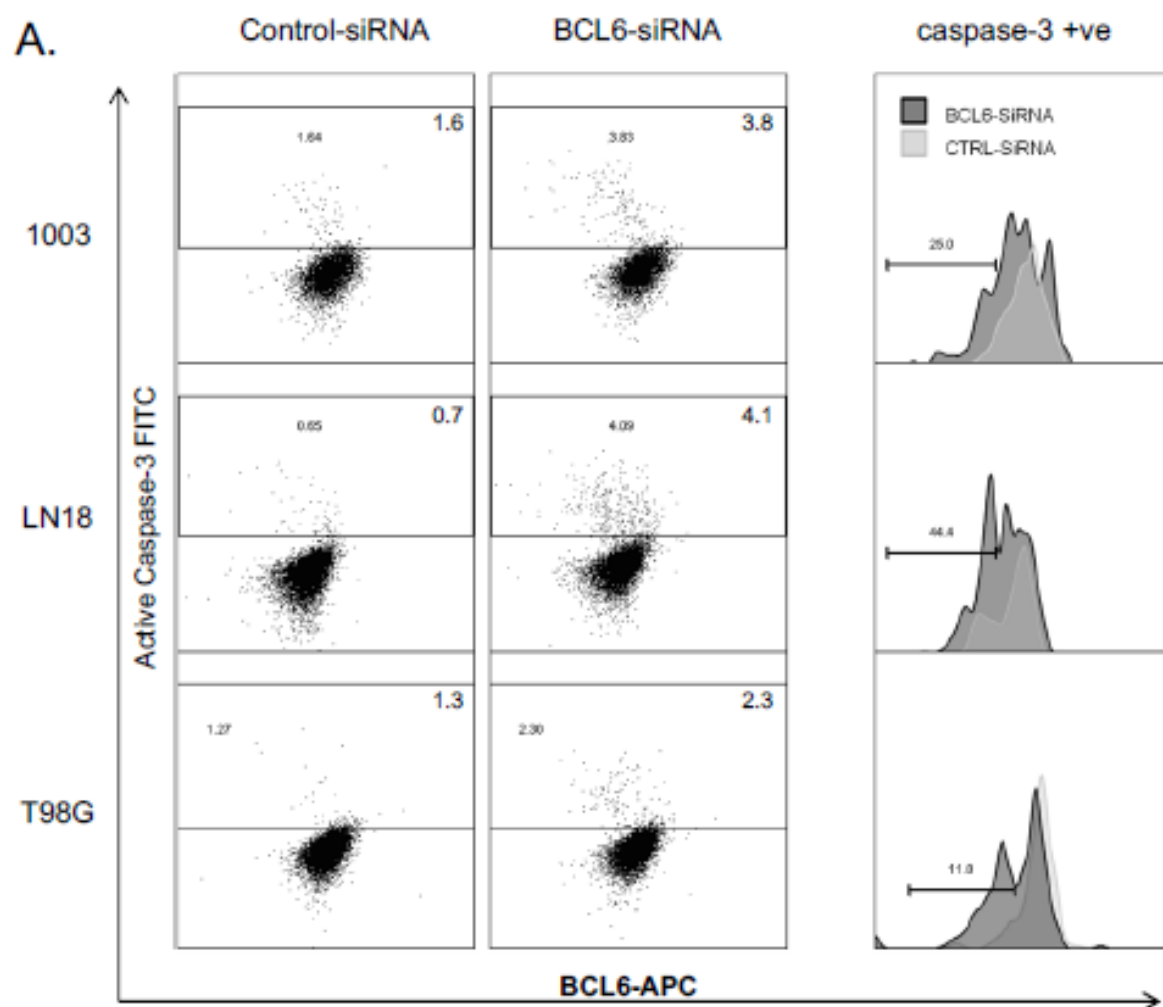 A.
Control-siRNA BCL6-siRNA caspase-3 +ve
1003
1.64 1.6
3.83 3.8
BCL6-SiRNA
CTRL-SiRNA
25.0
LN18
0.65 0.7
4.09 4.1
44.4
T98G
1.27 1.3
2.30 2.3
11.0
Active Caspase-3 FITC
BCL6-APC